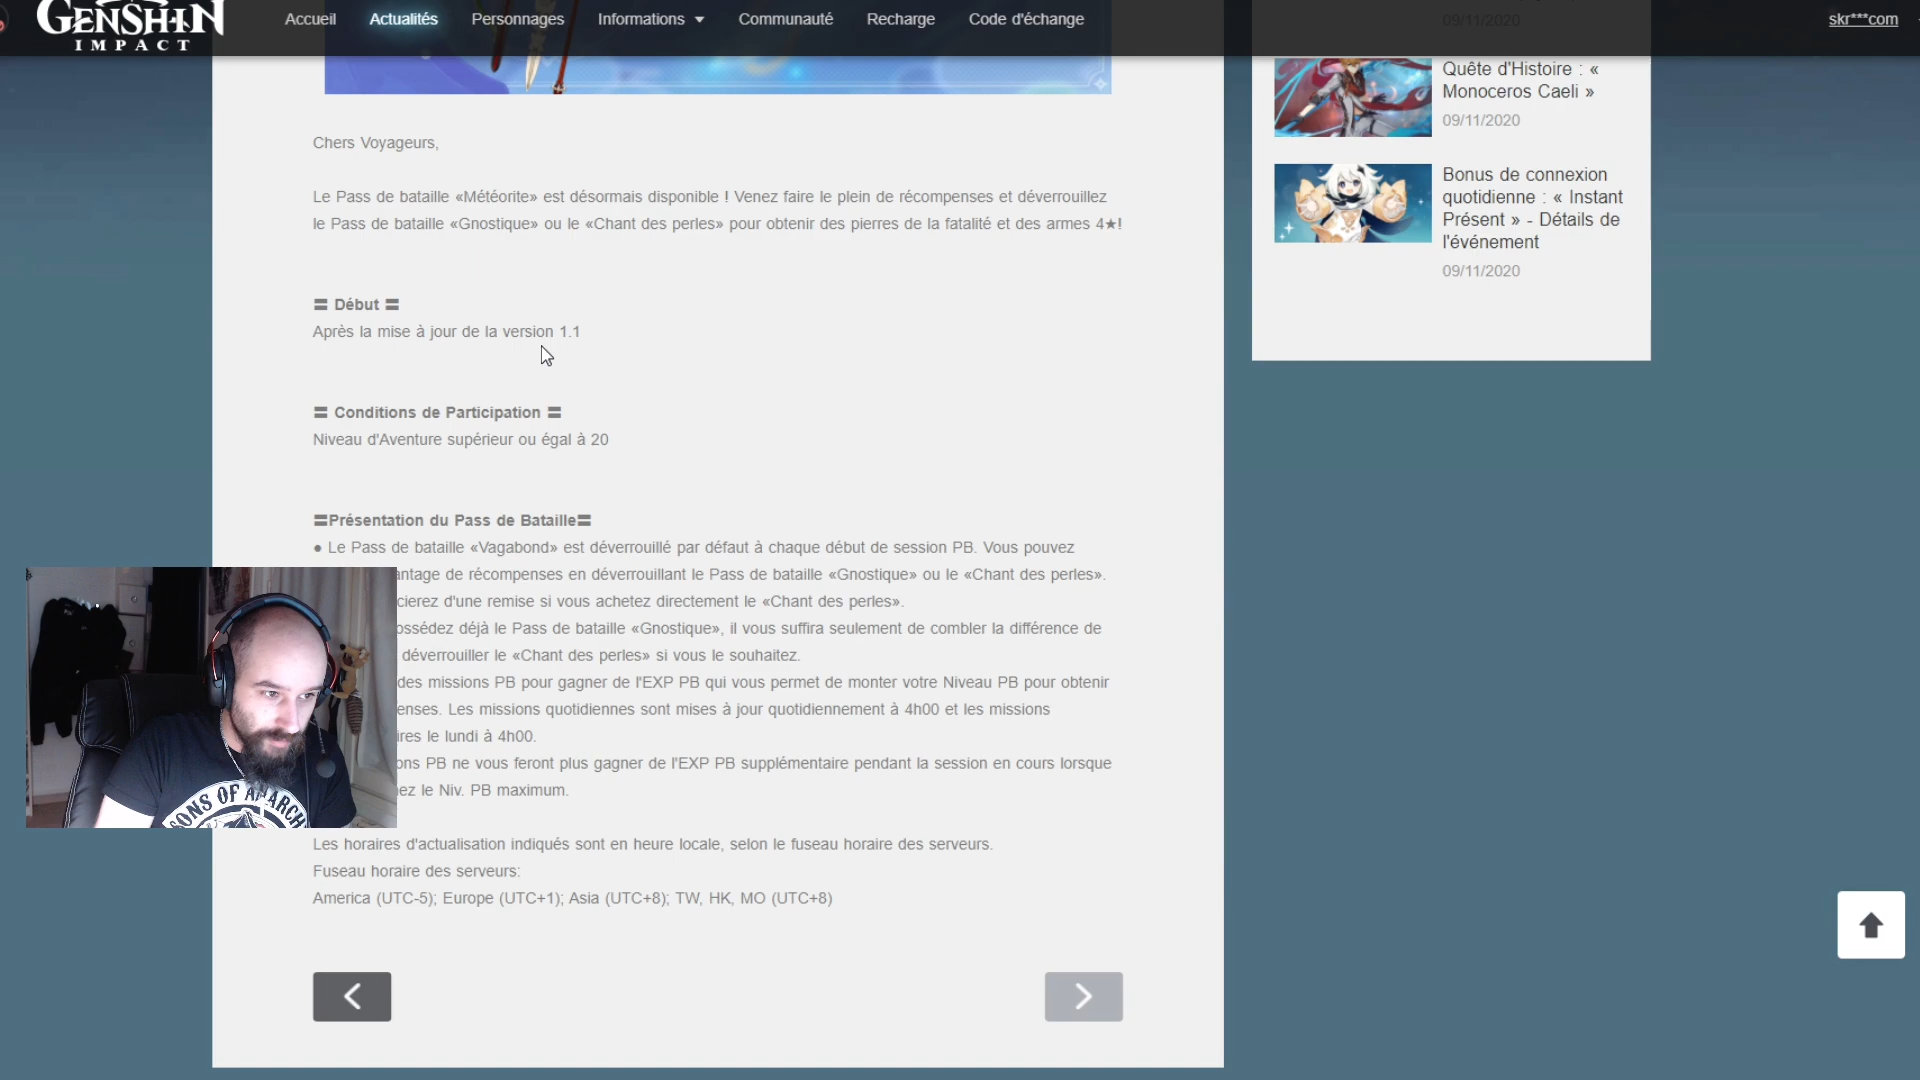 GENSHIN
IMPACT
Accueil
Actualités
Personnages
Informations
Communauté
Recharge
Code d'échange
skr***com
09/11/2020
Quête d'Histoire : «
Monoceros Caeli »
09/11/2020
Bonus de connexion
quotidienne : « Instant
Présent » - Détails de
l'événement
09/11/2020
Chers Voyageurs,
Le Pass de bataille «Météorite» est désormais disponible ! Venez faire le plein de récompenses et déverrouillez
le Pass de bataille «Gnostique» ou le «Chant des perles» pour obtenir des pierres de la fatalité et des armes 4★!
〓 Début 〓
Après la mise à jour de la version 1.1
〓 Conditions de Participation 〓
Niveau d'Aventure supérieur ou égal à 20
〓Présentation du Pass de Bataille〓
● Le Pass de bataille «Vagabond» est déverrouillé par défaut à chaque début de session PB. Vous pouvez
antage de récompenses en déverrouillant le Pass de bataille «Gnostique» ou le «Chant des perles».
cierez d'une remise si vous achetez directement le «Chant des perles».
ossédez déjà le Pass de bataille «Gnostique», il vous suffira seulement de combler la différence de
déverrouiller le «Chant des perles» si vous le souhaitez.
des missions PB pour gagner de l'EXP PB qui vous permet de monter votre Niveau PB pour obtenir
enses. Les missions quotidiennes sont mises à jour quotidiennement à 4h00 et les missions
ires le lundi à 4h00.
ons PB ne vous feront plus gagner de l'EXP PB supplémentaire pendant la session en cours lorsque
ez le Niv. PB maximum.
SONS OF ANARCH
Les horaires d'actualisation indiqués sont en heure locale, selon le fuseau horaire des serveurs.
Fuseau horaire des serveurs:
America (UTC-5); Europe (UTC+1); Asia (UTC+8); TW, HK, MO (UTC+8)